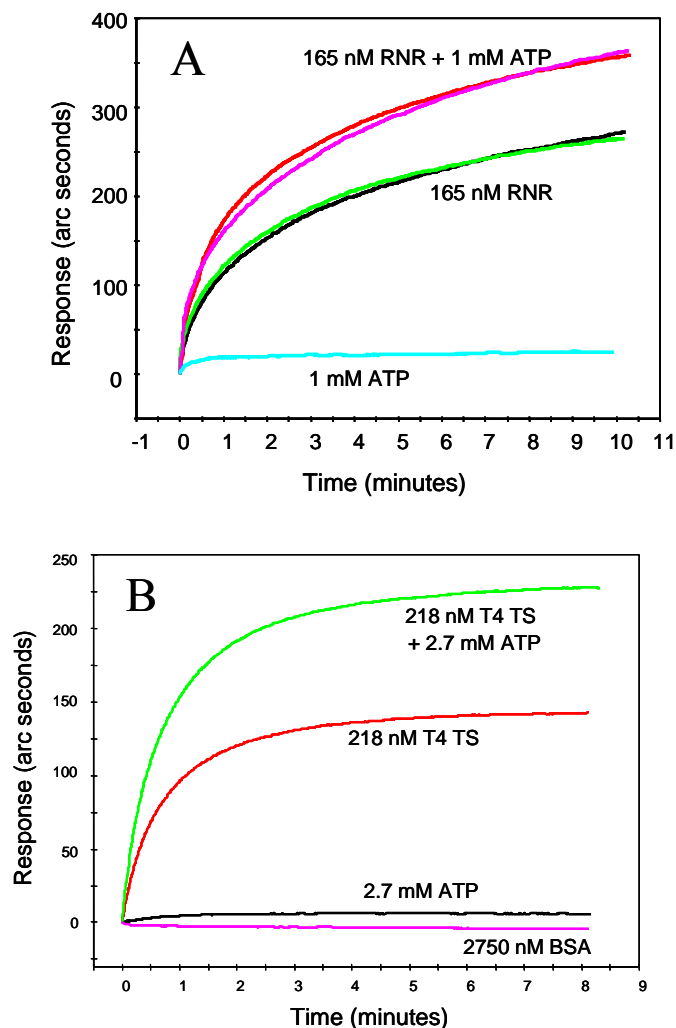 A
400
300
200
100
0
Response (arc seconds)
165 nM RNR + 1 mM ATP
165 nM RNR
1 mM ATP
-1 0 1 2 3 4 5 6 7 8 9 10 11
Time (minutes)
B
250
200
150
100
50
0
Response (arc seconds)
218 nM T4 TS
+ 2.7 mM ATP
218 nM T4 TS
2.7 mM ATP
2750 nM BSA
0 1 2 3 4 5 6 7 8 9
Time (minutes)